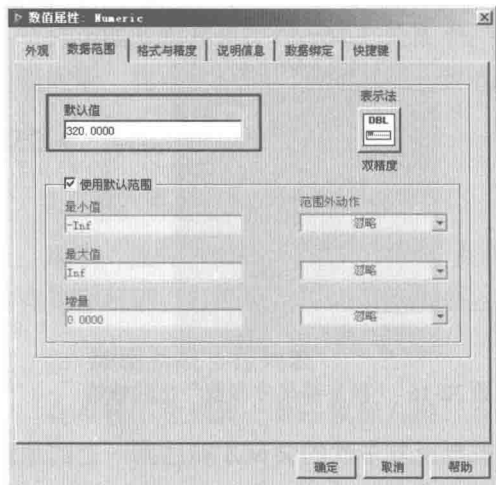 数值属性: Numeric
外观 数据范围 格式与精度 说明信息 数据绑定 快捷键
默认值
320.0000
表示法
DBL
双精度
使用默认范围
最小值
-Inf
范围外动作
忽略
最大值
Inf
忽略
增量
0.0000
忽略
确定 取消 帮助